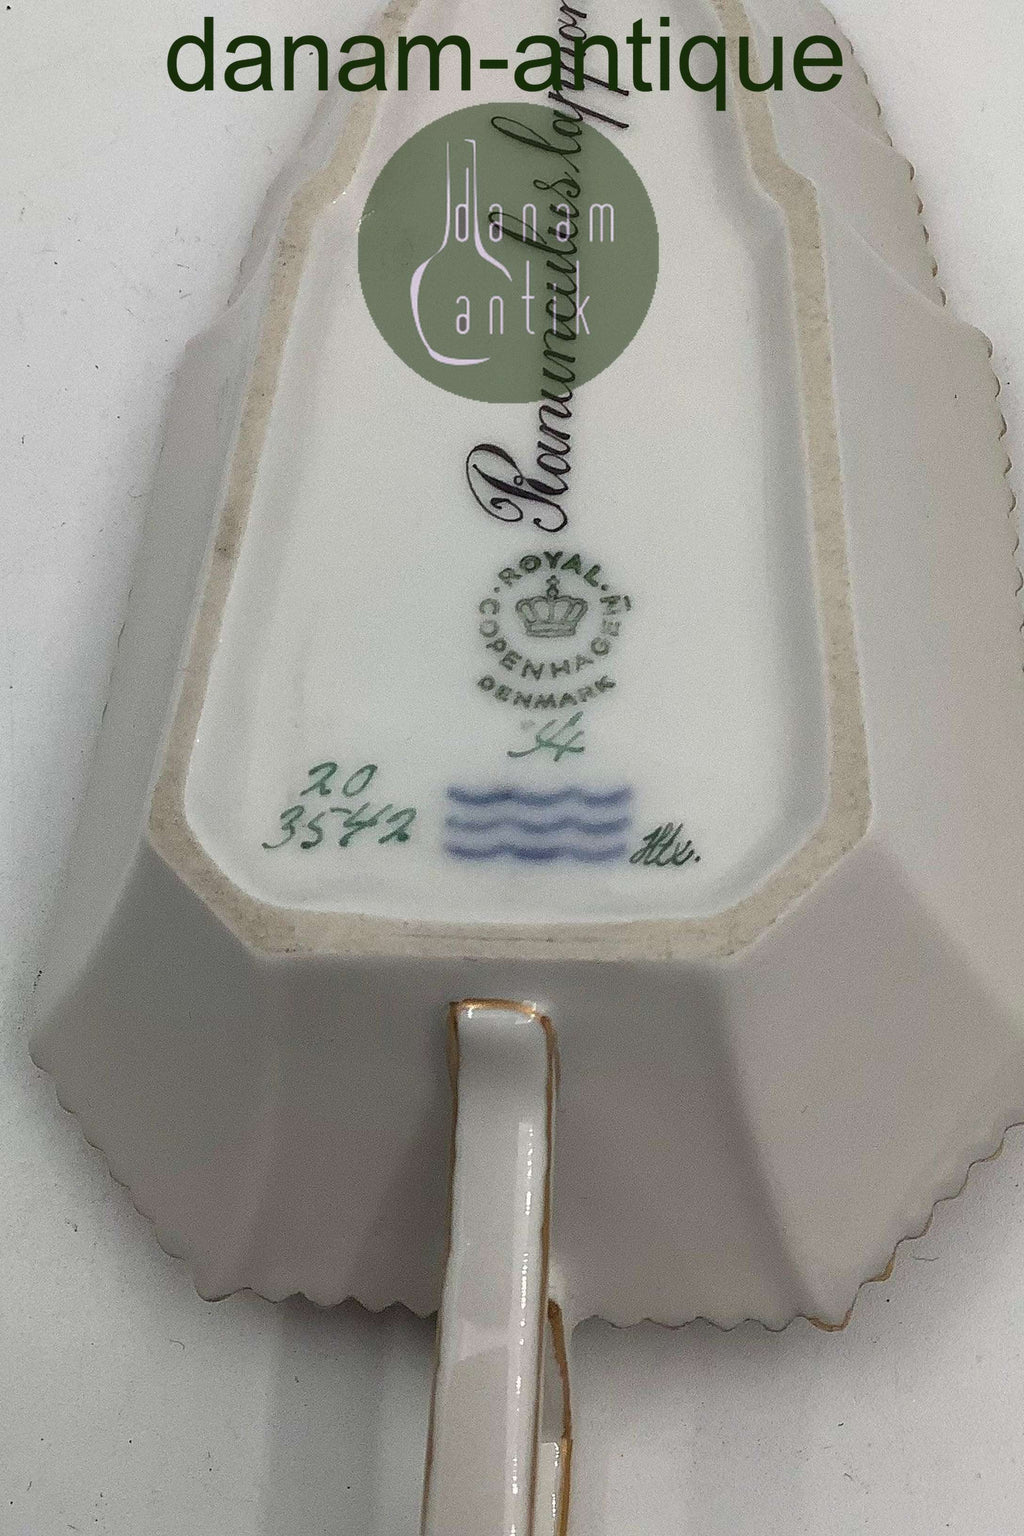 danam-antique
danam
antik
Ranunculus lappon
ROYAL
COPENHAGEN
DENMARK
20
3542